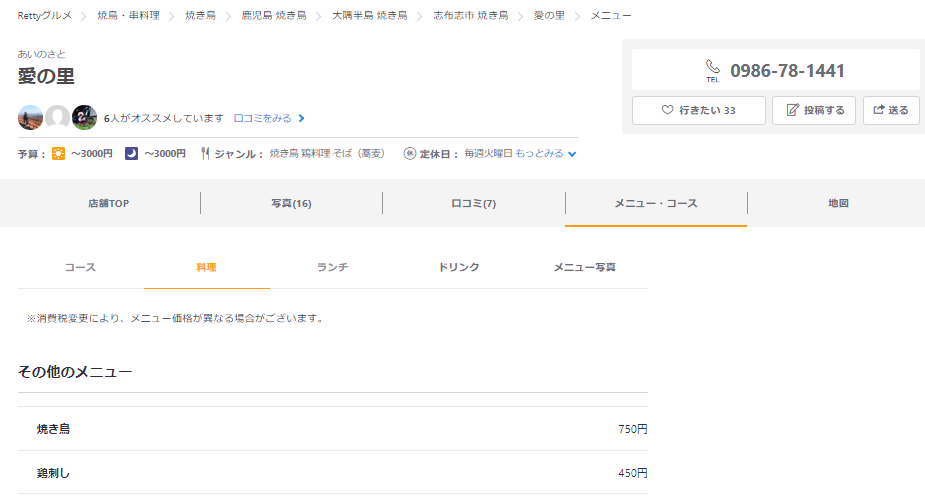 Rettyグルメ 焼鳥・串料理 焼き鳥 鹿児島 焼き鳥 大隅半島 焼き鳥 志布志市 焼き鳥 愛の里 メニュー
あいのさと
愛の里
TEL 0986-78-1441
行きたい 33 投稿する 送る
6人がオススメしています 口コミをみる
予算： ～3000円 ～3000円 ジャンル： 焼き鳥 鶏料理 そば（蕎麦） 休 定休日： 毎週火曜日 もっとみる
店舗TOP 写真(16) 口コミ(7) メニュー・コース 地図
コース 料理 ランチ ドリンク メニュー写真
※消費税変更により、メニュー価格が異なる場合がございます。
その他のメニュー
焼き鳥 750円
鶏刺し 450円